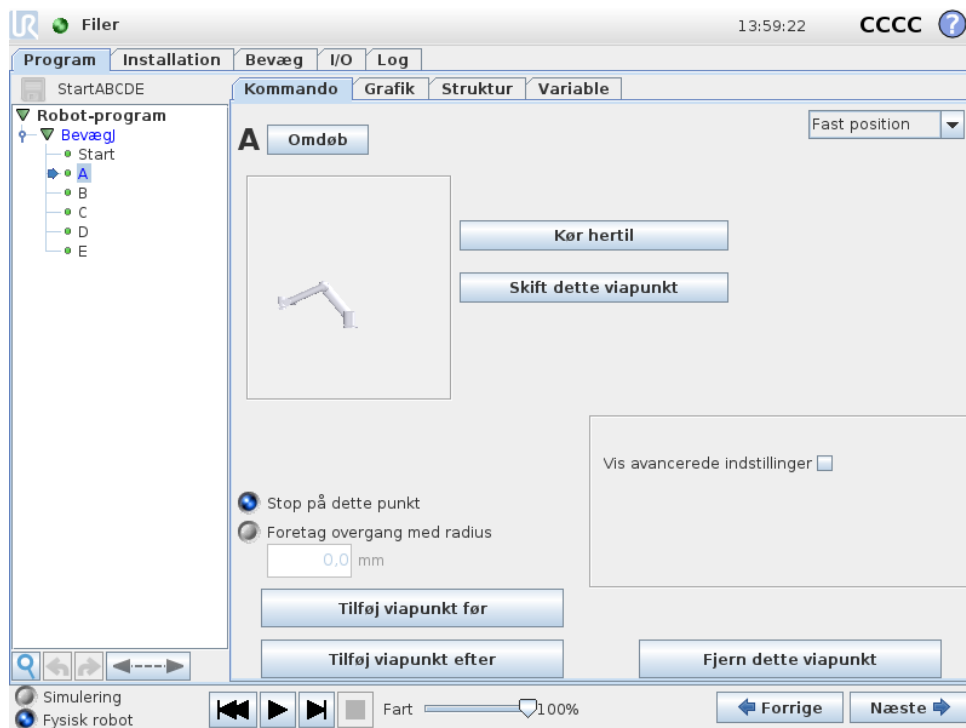 UR Filer 13:59:22 CCCC ?
Program Installation Bevæg I/O Log
StartABCDE
Kommando Grafik Struktur Variable
Robot-program
BevægJ
Start
A
B
C
D
E
A Omdøb
Fast position
Kør hertil
Skift dette viapunkt
Vis avancerede indstillinger
Stop på dette punkt
Foretag overgang med radius
0,0 mm
Tilføj viapunkt før
Tilføj viapunkt efter
Fjern dette viapunkt
Simulering
Fysisk robot
Fart 100%
Forrige
Næste